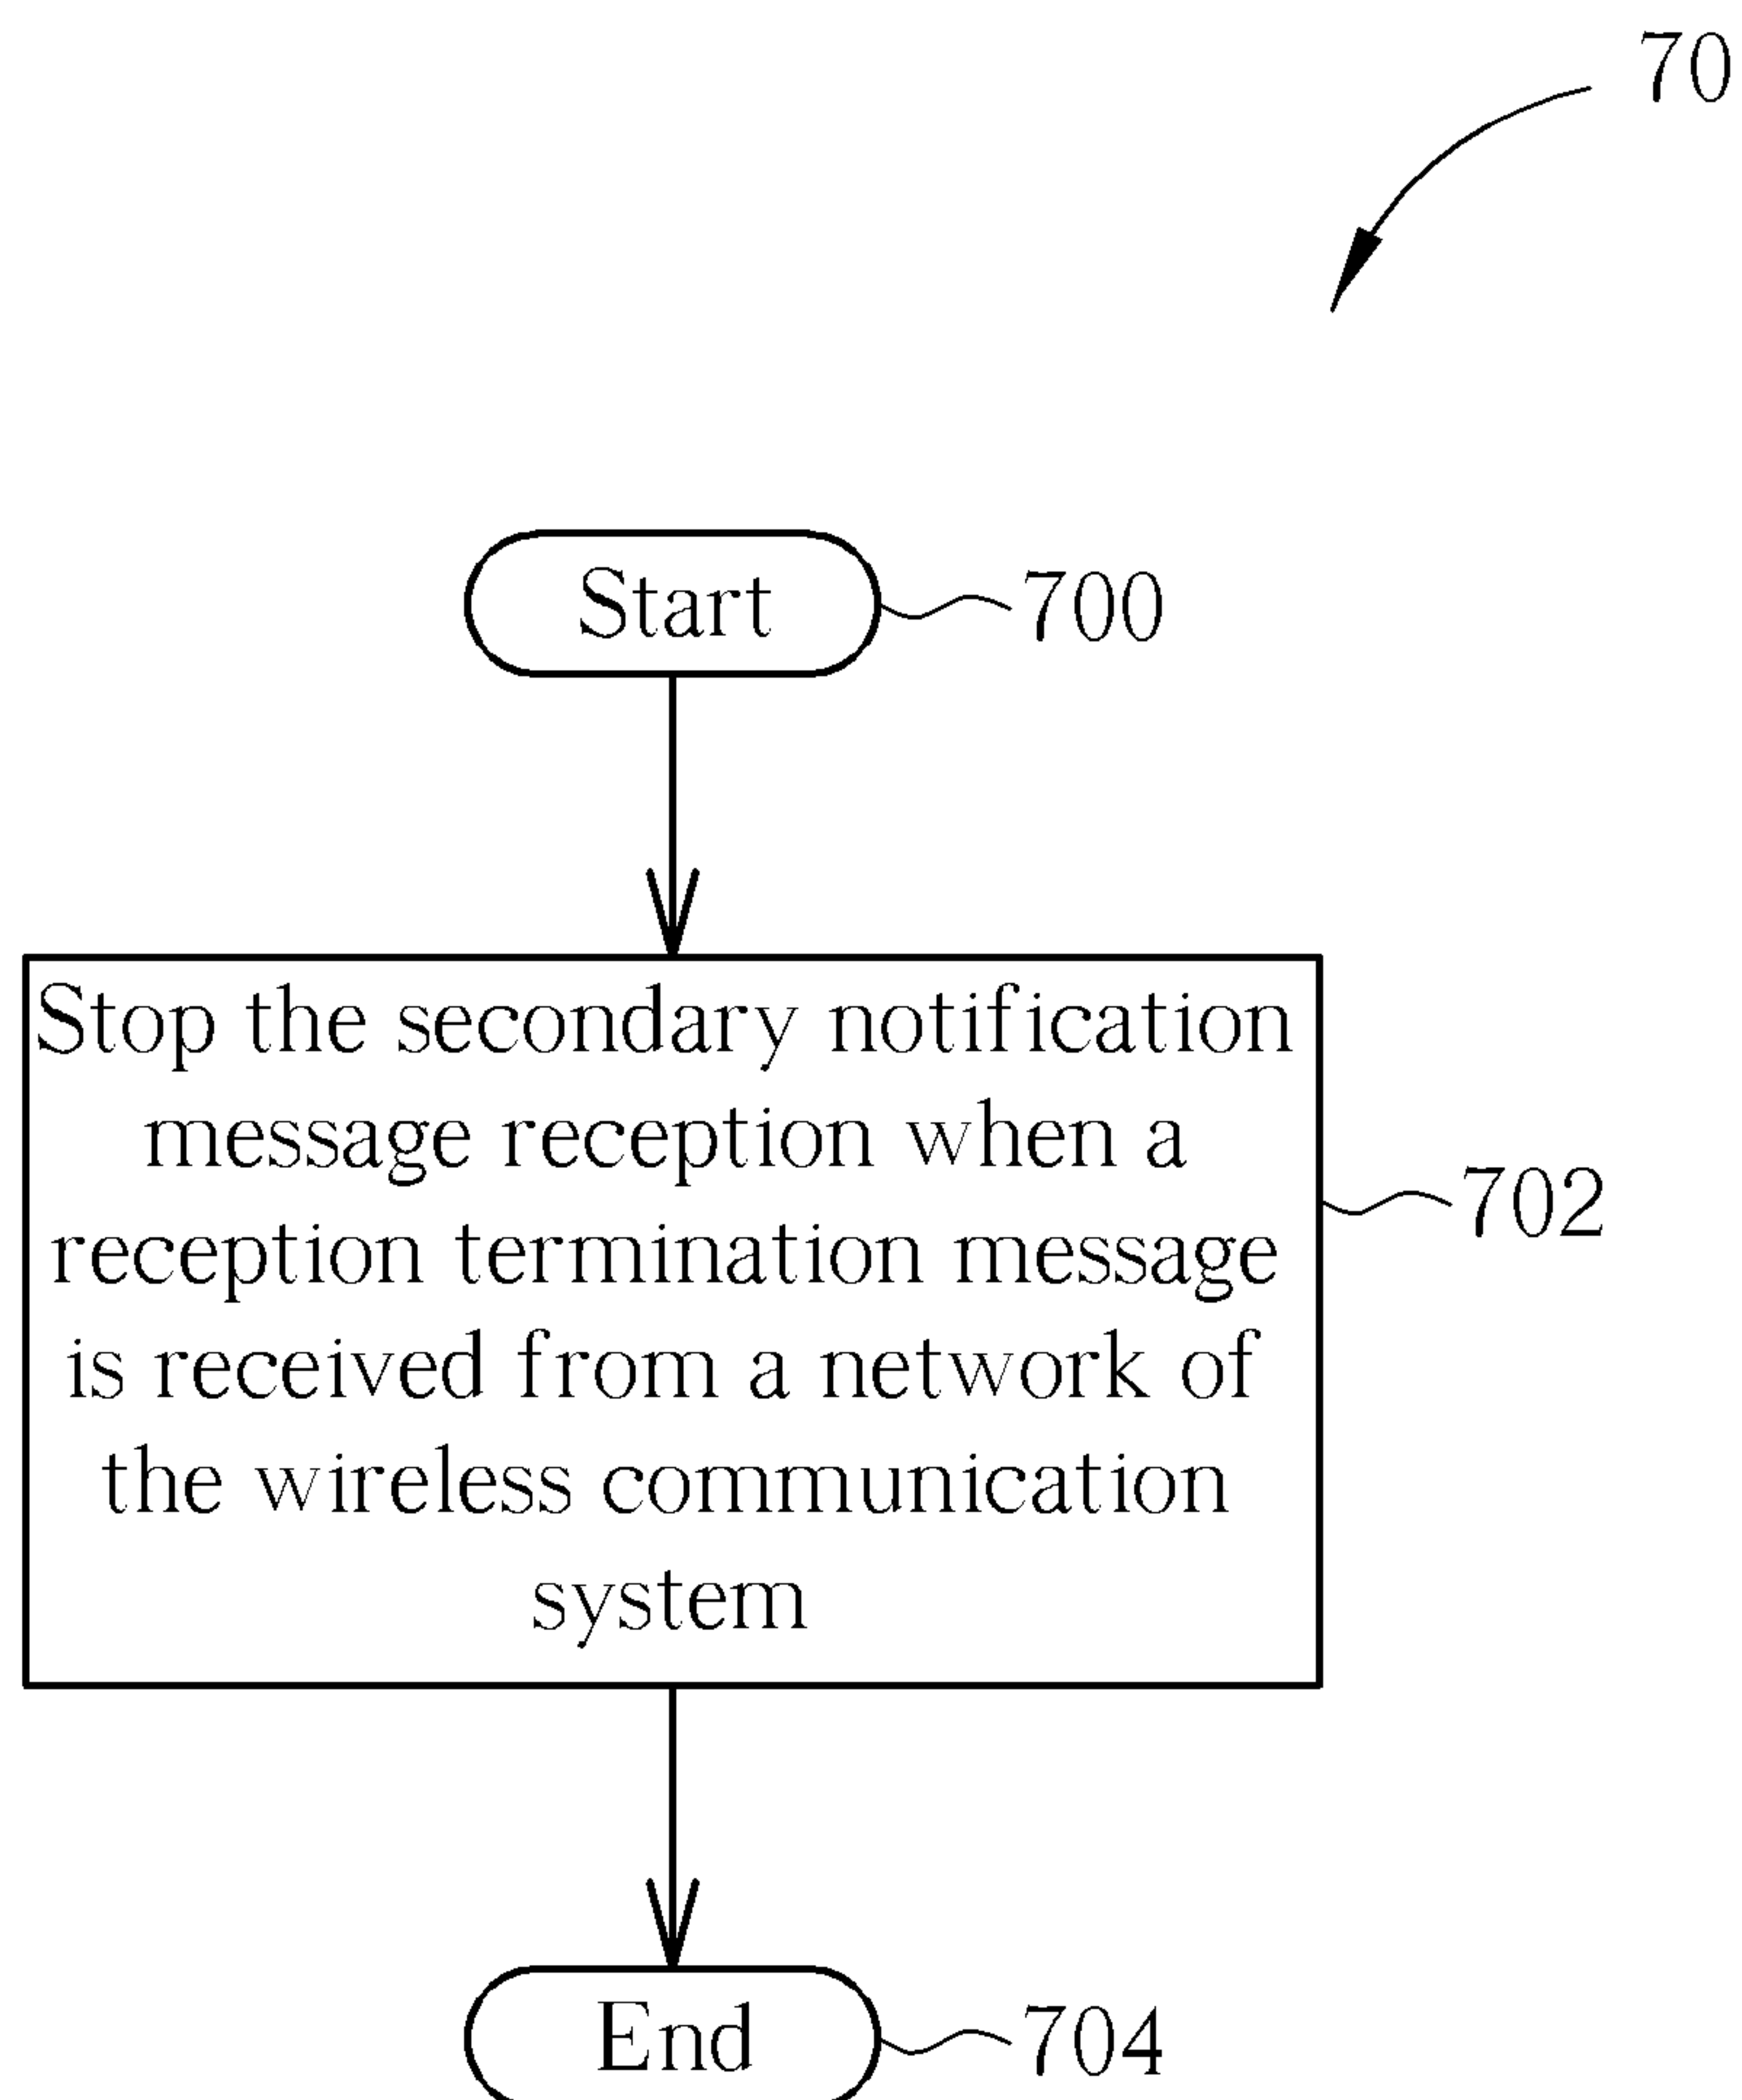 70
Start
700
Stop the secondary notification
message reception when a
reception termination message
is received from a network of
the wireless communication
system
702
End
704